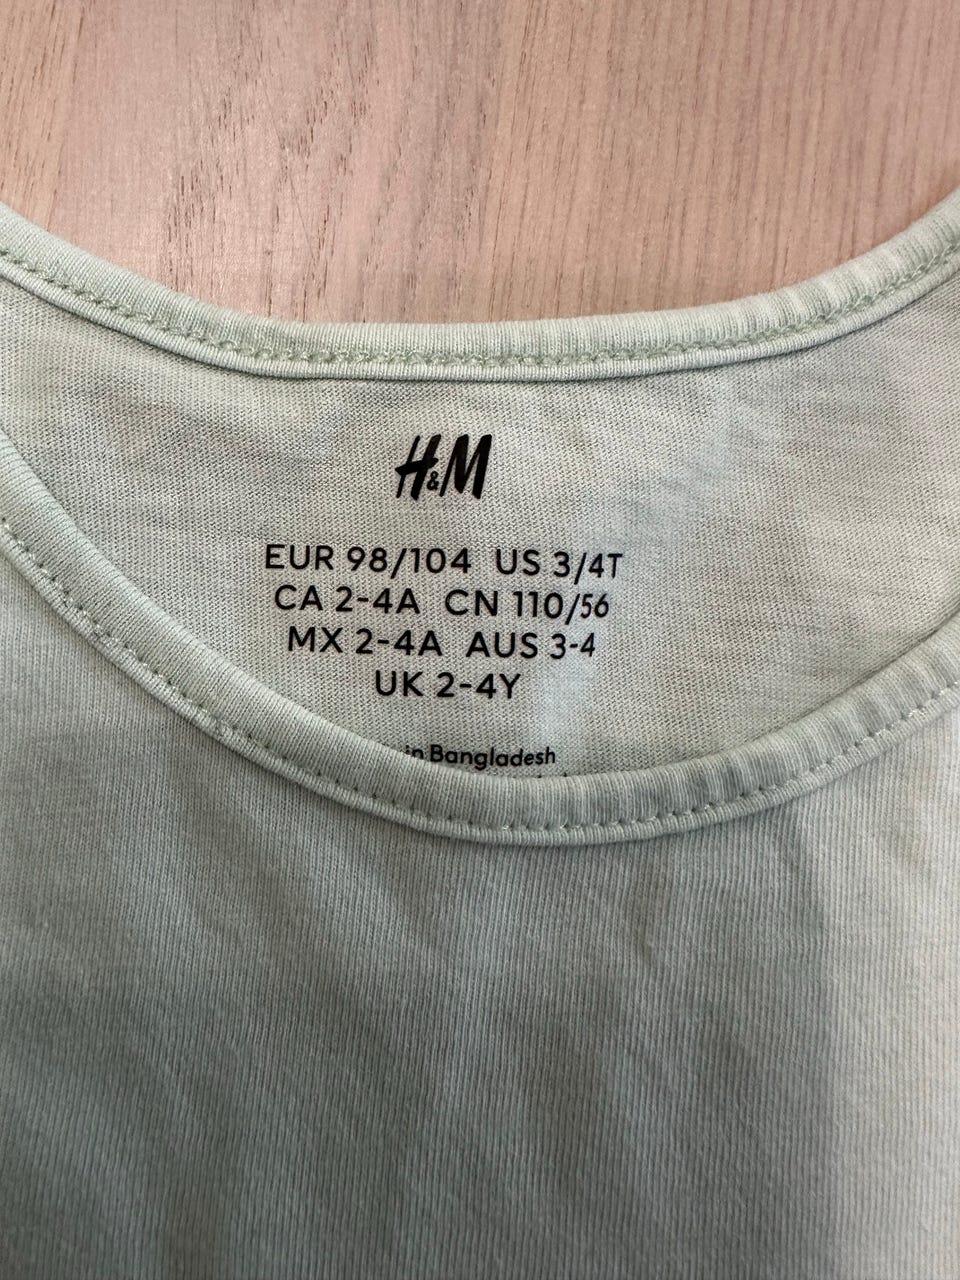 H&M
EUR 98/104 US 3/4T
CA 2-4A CN 110/56
MX 2-4A AUS 3-4
UK 2-4Y
in Bangladesh